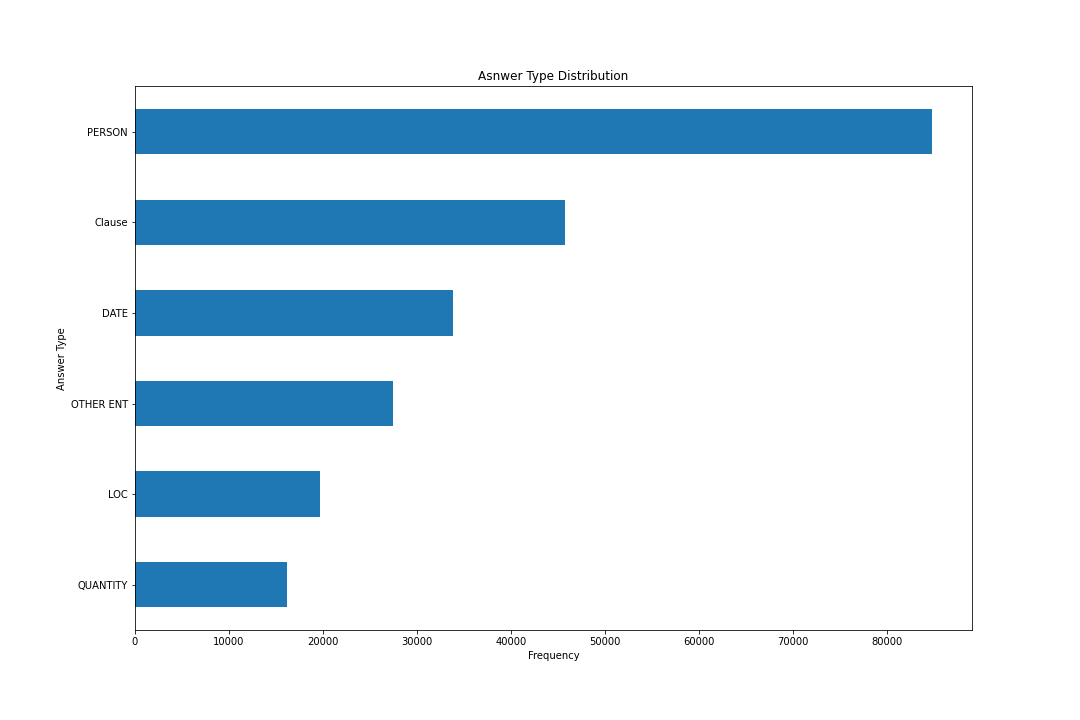 Asnwer Type Distribution
PERSON
Clause
DATE
OTHER ENT
LOC
QUANTITY
Answer Type
0 10000 20000 30000 40000 50000 60000 70000 80000
Frequency